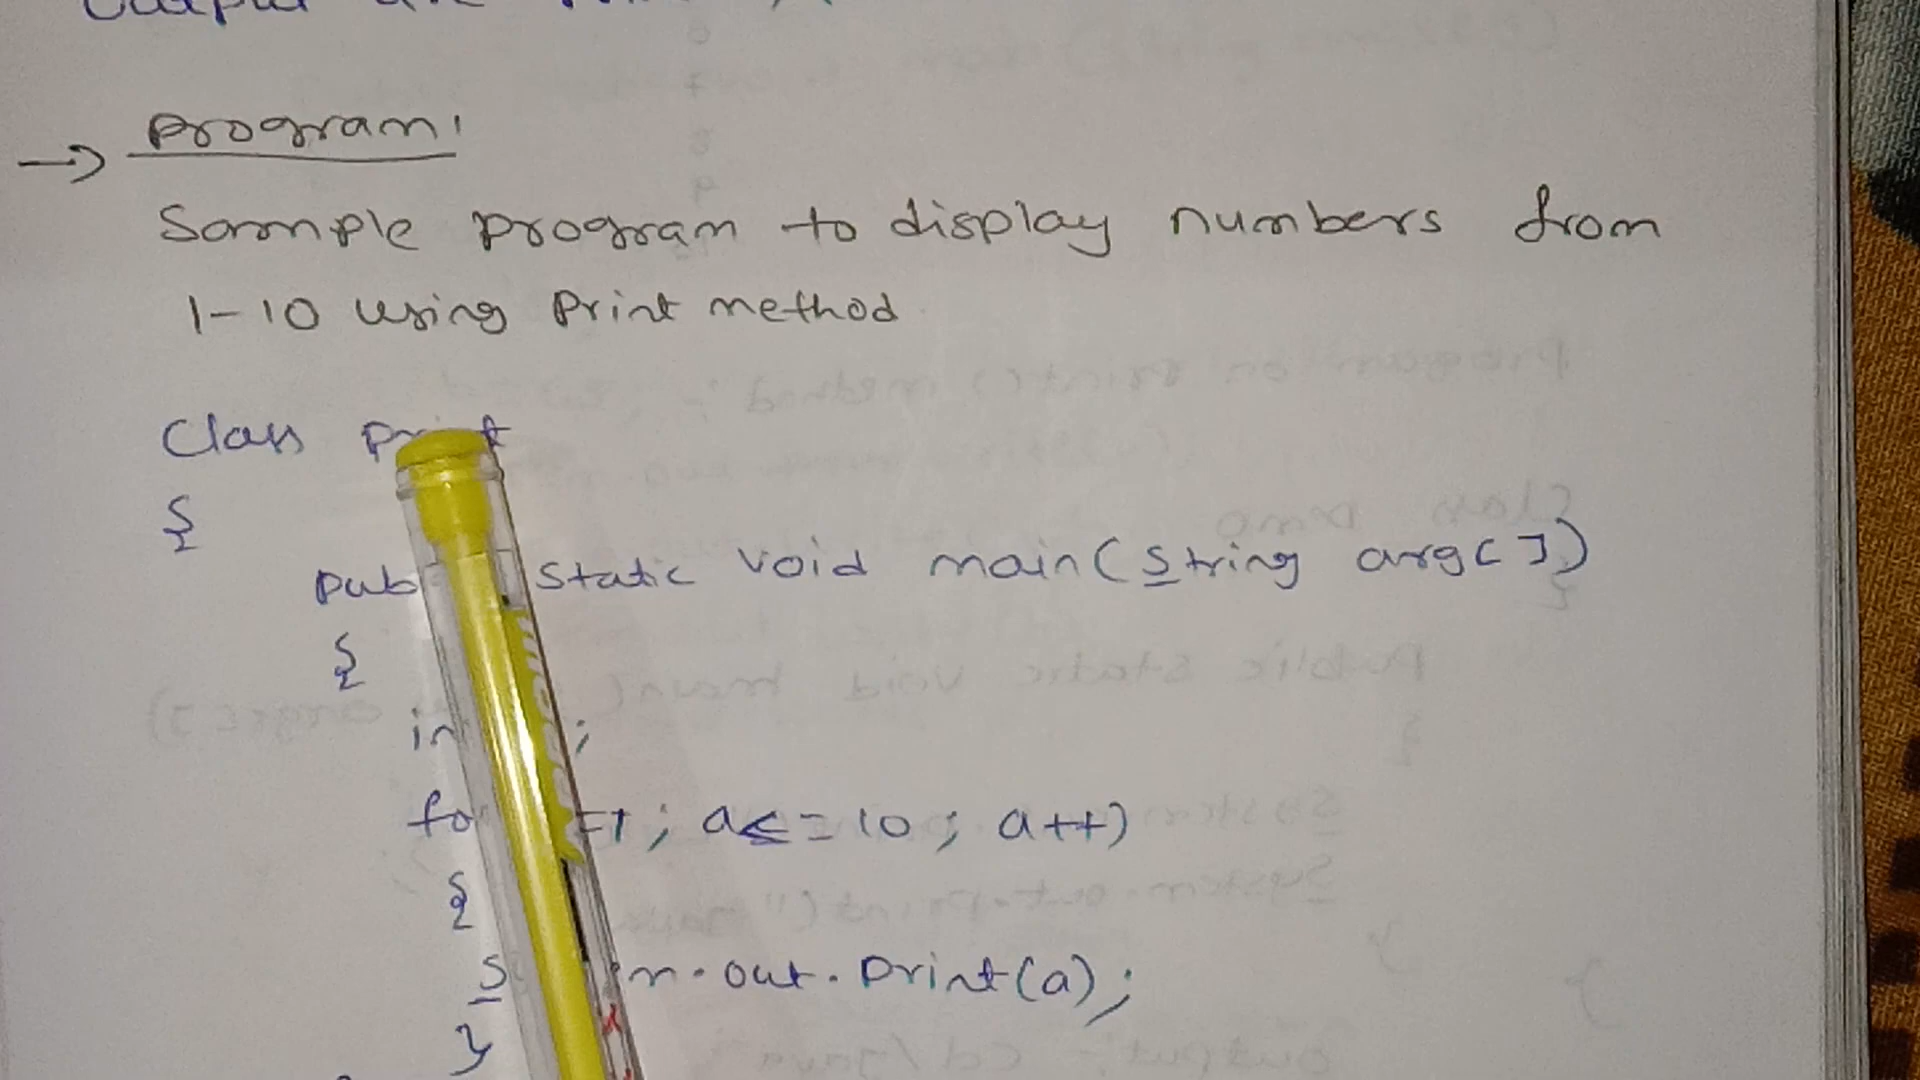 Program:
Sample program to display numbers from
1-10 using Print method
Class
{
static void main(String arg[])
{
;
=1; a<=10; a++)
{
m.out.Print(a);
}